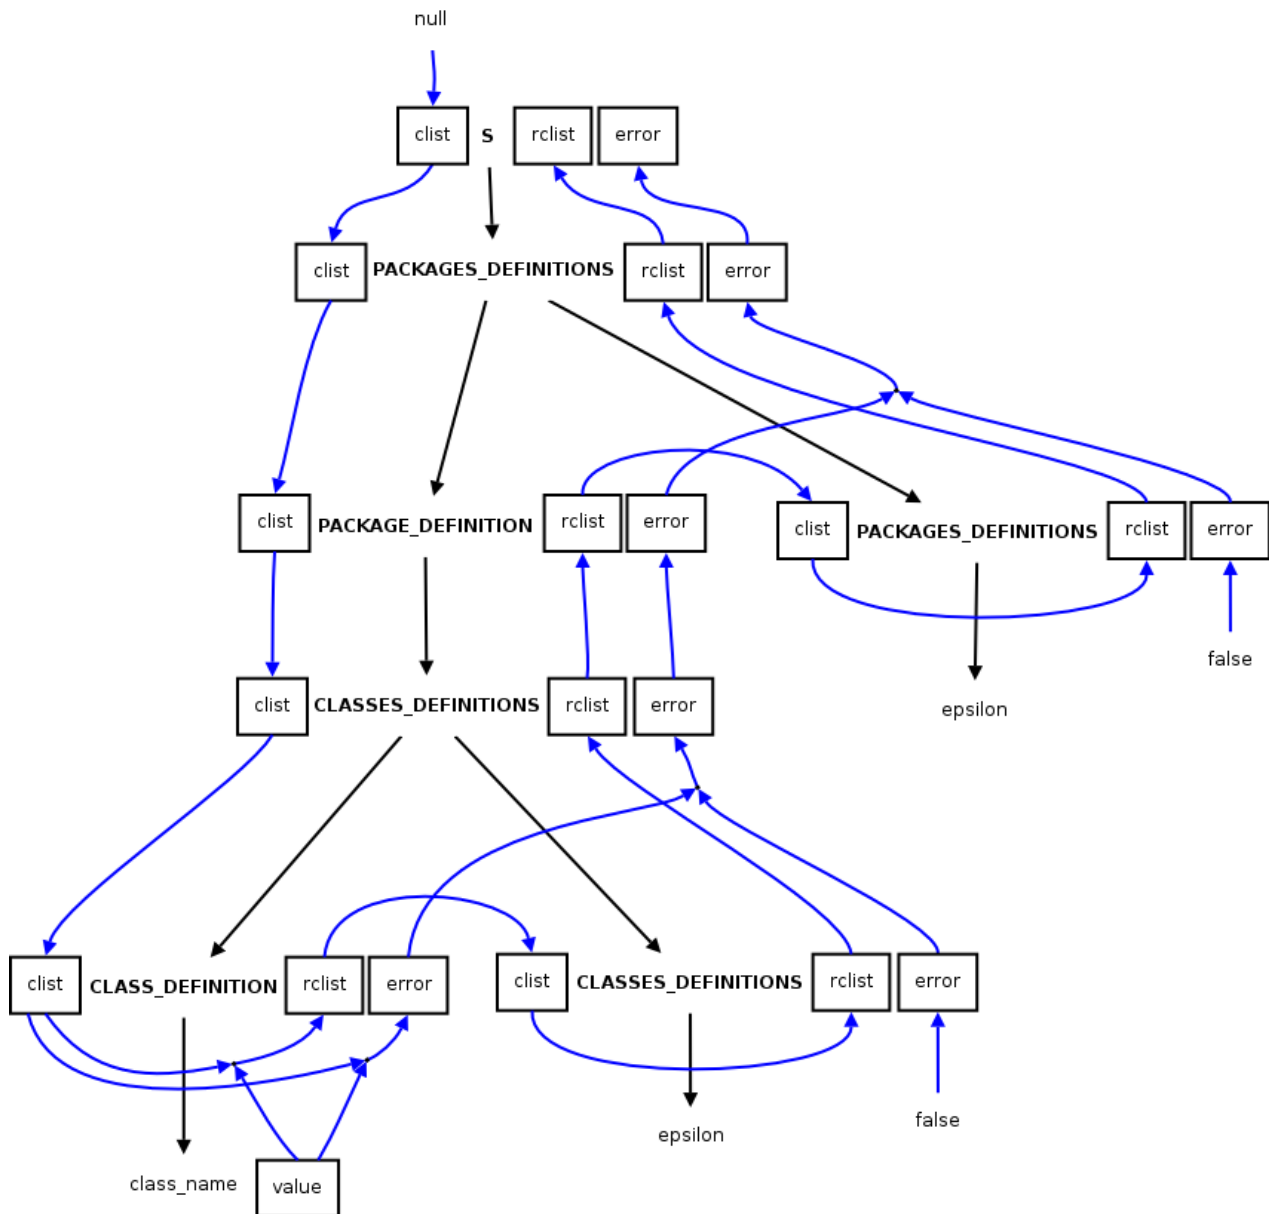 null
clist S rclist error
clist PACKAGES_DEFINITIONS rclist error
clist PACKAGE_DEFINITION rclist error clist PACKAGES_DEFINITIONS rclist error
false
clist CLASSES_DEFINITIONS rclist error
epsilon
clist CLASS_DEFINITION rclist error clist CLASSES_DEFINITIONS rclist error
false
epsilon
class_name value